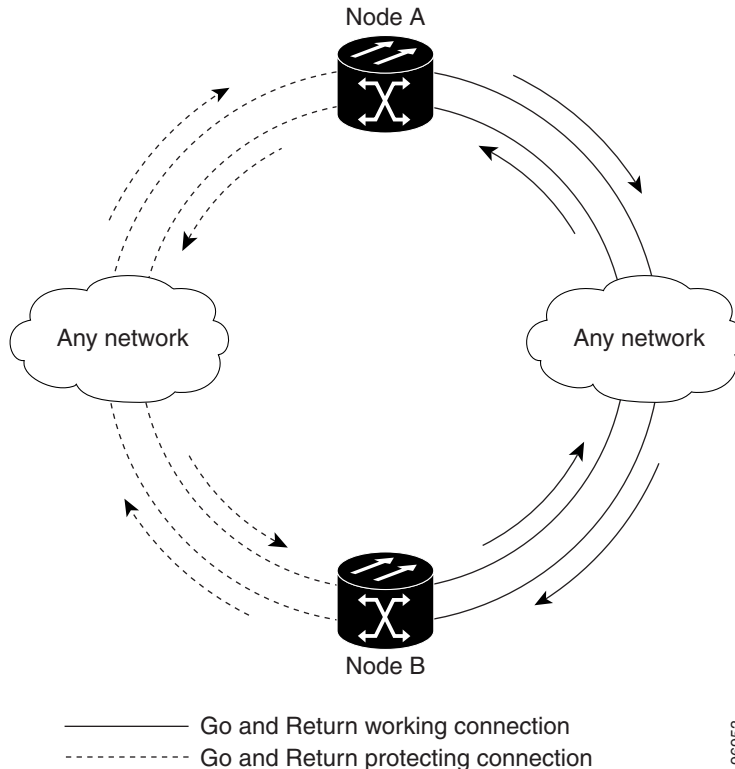 Node A
Any network
Any network
Node B
Go and Return working connection
Go and Return protecting connection